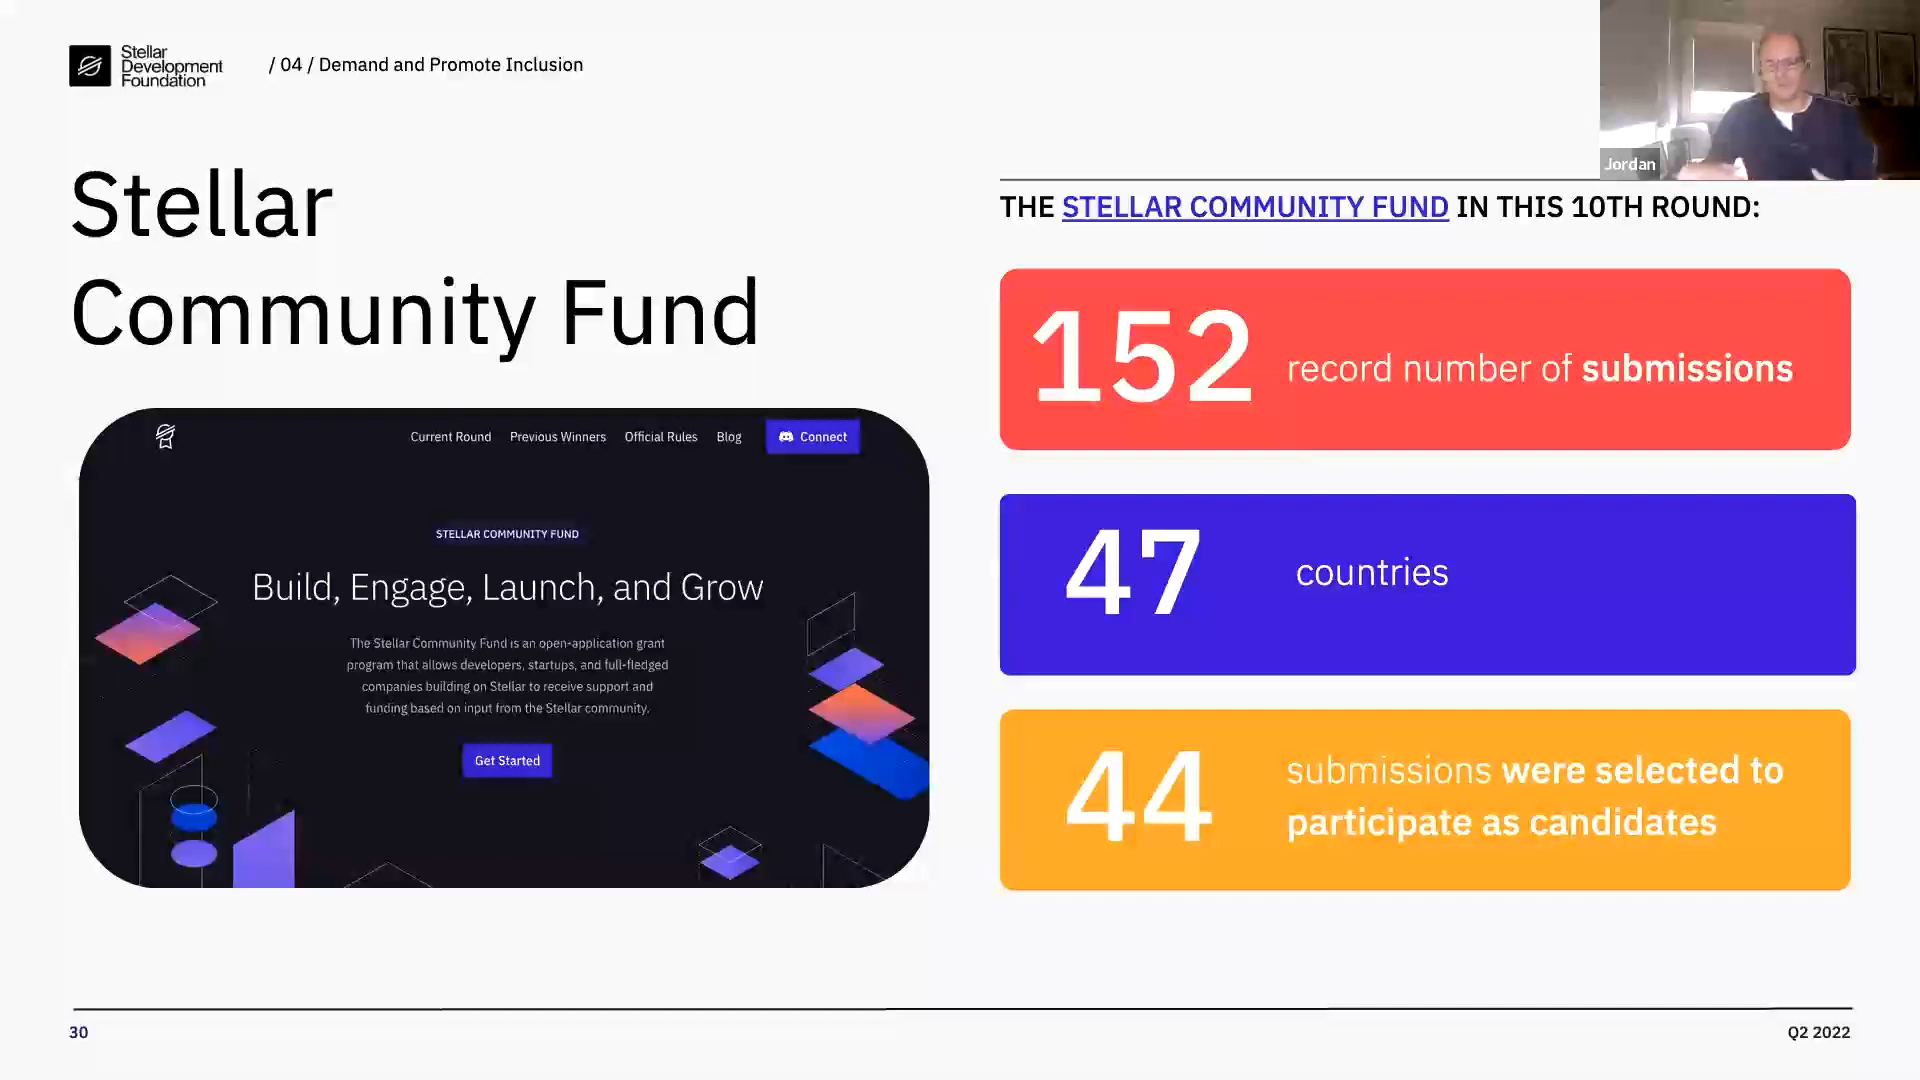 Stellar
Development
Foundation
/ 04 / Demand and Promote Inclusion
Jordan
Stellar
Community Fund
THE STELLAR COMMUNITY FUND IN THIS 10TH ROUND:
152
record number of submissions
47
countries
44
submissions were selected to
participate as candidates
Current Round
Previous Winners
Official Rules
Blog
Connect
STELLAR COMMUNITY FUND
Build, Engage, Launch, and Grow
The Stellar Community Fund is an open-application grant
program that allows developers, startups, and full-fledged
companies building on Stellar to receive support and
funding based on input from the Stellar community.
Get Started
30
Q2 2022